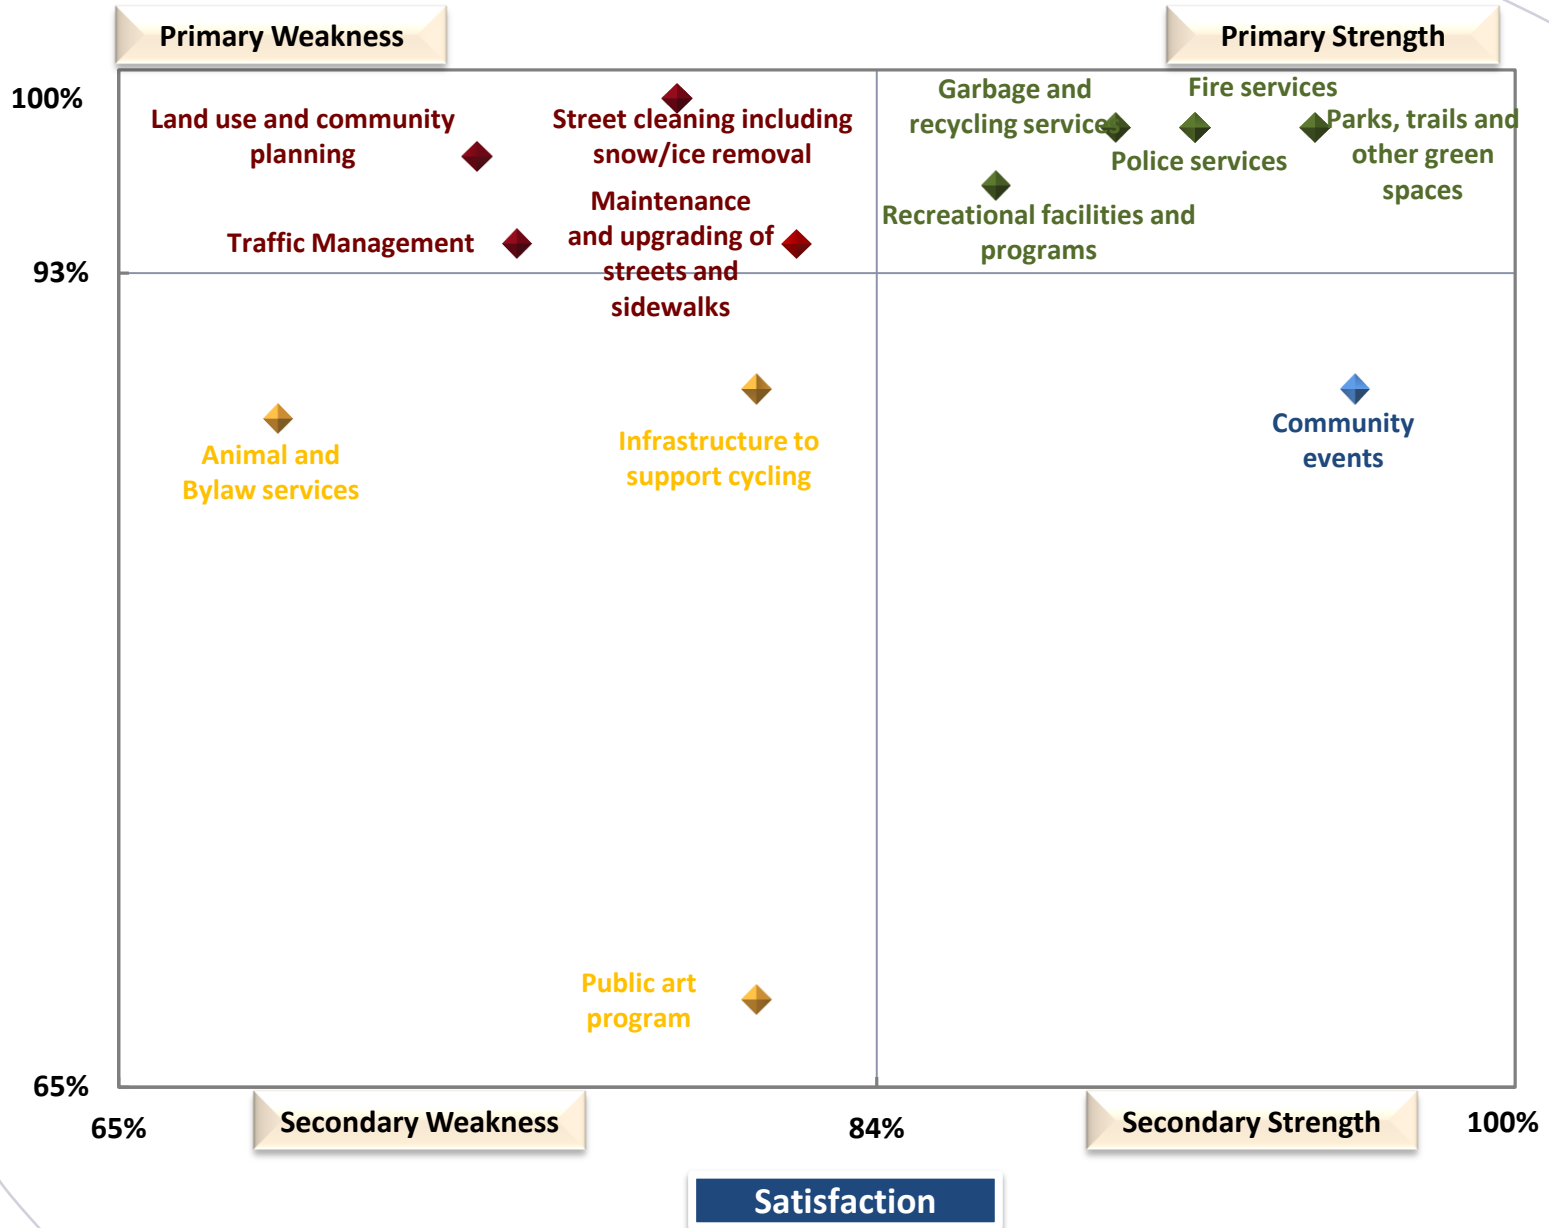 Primary Weakness
Primary Strength
100%
Land use and community
planning
Street cleaning including
snow/ice removal
Garbage and
recycling services
Fire services
Police services
Parks, trails and
other green
spaces
Traffic Management
Maintenance
and upgrading of
streets and
sidewalks
Recreational facilities and
programs
93%
Animal and
Bylaw services
Infrastructure to
support cycling
Community
events
Public art
program
65%
65%
Secondary Weakness
84%
Secondary Strength
100%
Satisfaction